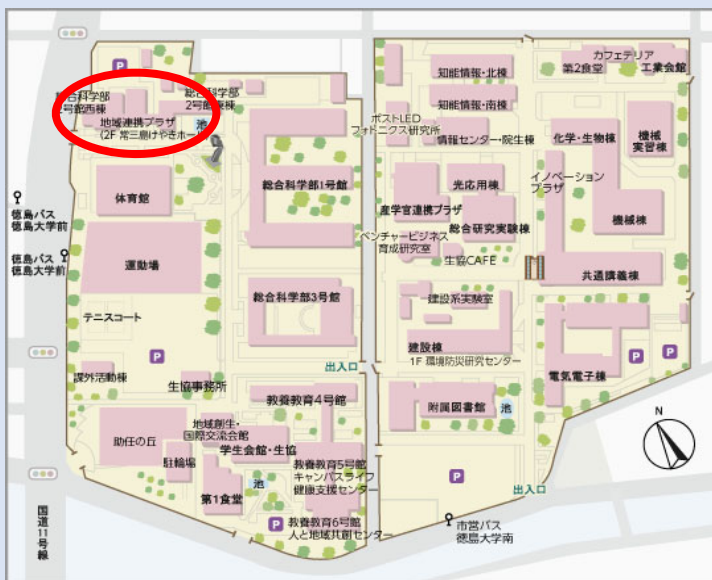 P
総合科学部
2号館西棟
総合科学部
2号館東棟
地域連携プラザ
(2F 常三島けやきホール)
池
体育館
総合科学部1号館
徳島バス
徳島大学前
徳島バス
徳島大学前
運動場
総合科学部3号館
テニスコート
P
課外活動棟
生協事務所
出入口
教養教育4号館
助任の丘
地域創生・
国際交流会館
学生会館・生協
駐輪場
第1食堂
池
教養教育5号館
キャンパスライフ
健康支援センター
P
教養教育6号館
人と地域共創センター
国道11号線
P
カフェテリア
第2食堂
工業会館
知能情報・北棟
知能情報・南棟
ポストLED
フォトニクス研究所
情報センター・院生棟
化学・生物棟
機械
実習棟
光応用棟
イノベーション
プラザ
産学官連携プラザ
総合研究実験棟
機械棟
ベンチャービジネス
育成研究室
生協CAFE
共通講義棟
建設系実験室
建設棟
1F 環境防災研究センター
P
P
電気電子棟
附属図書館
池
N
P
出入口
市営バス
徳島大学南